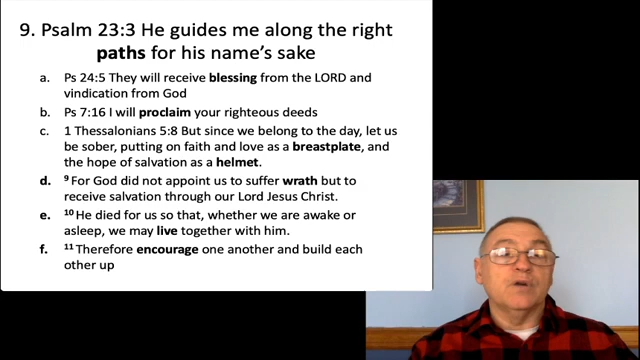 9. Psalm 23:3 He guides me along the right
paths for his name's sake
a. Ps 24:5 They will receive blessing from the LORD and
vindication from God
b. Ps 7:16 I will proclaim your righteous deeds
c. 1 Thessalonians 5:8 But since we belong to the day, let us
be sober, putting on faith and love as a breastplate, and
the hope of salvation as a helmet.
d. 9 For God did not appoint us to suffer wrath but to
receive salvation through our Lord Jesus Christ.
e. 10 He died for us so that, whether we are awake or
asleep, we may live together with him.
f. 11 Therefore encourage one another and build each
other up